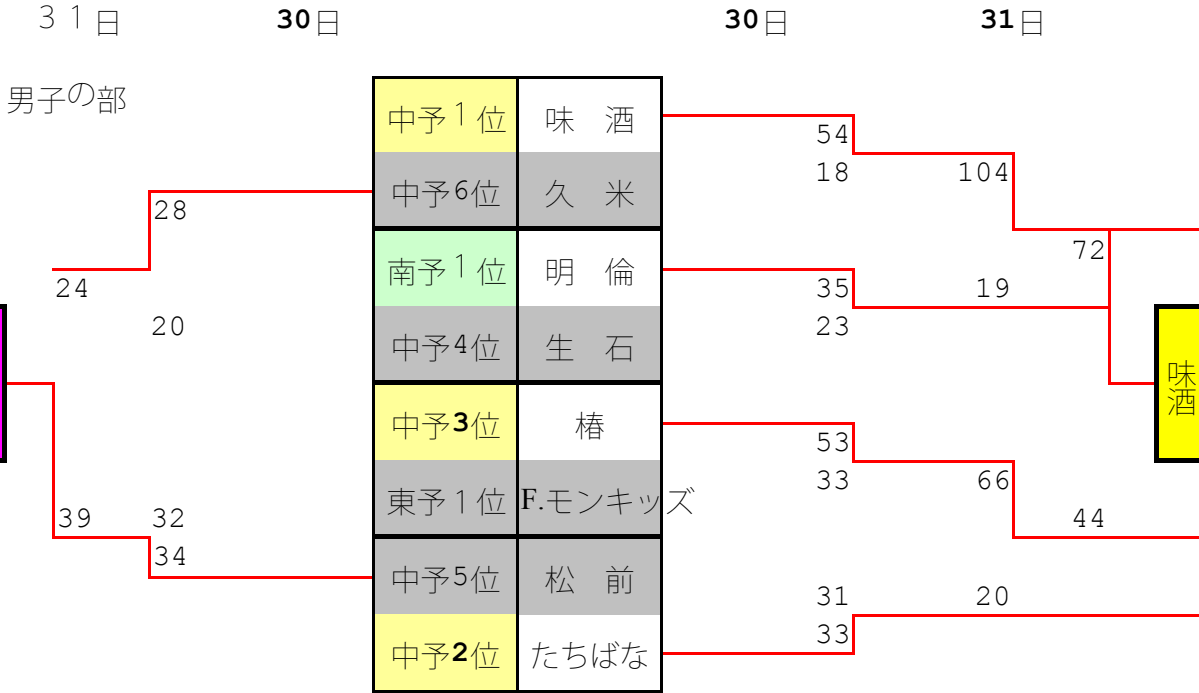 ３１日 30日 30日 31日
男子の部
中予１位 味　酒
54
中予6位 久　米
18 104
28
72
南予１位 明　倫
24 35 19
20 23
中予4位 生　石
味酒
中予3位 椿
53
33 66
東予１位 F.モンキッズ
39 32 44
34
中予5位 松　前
31 20
33
中予2位 たちばな